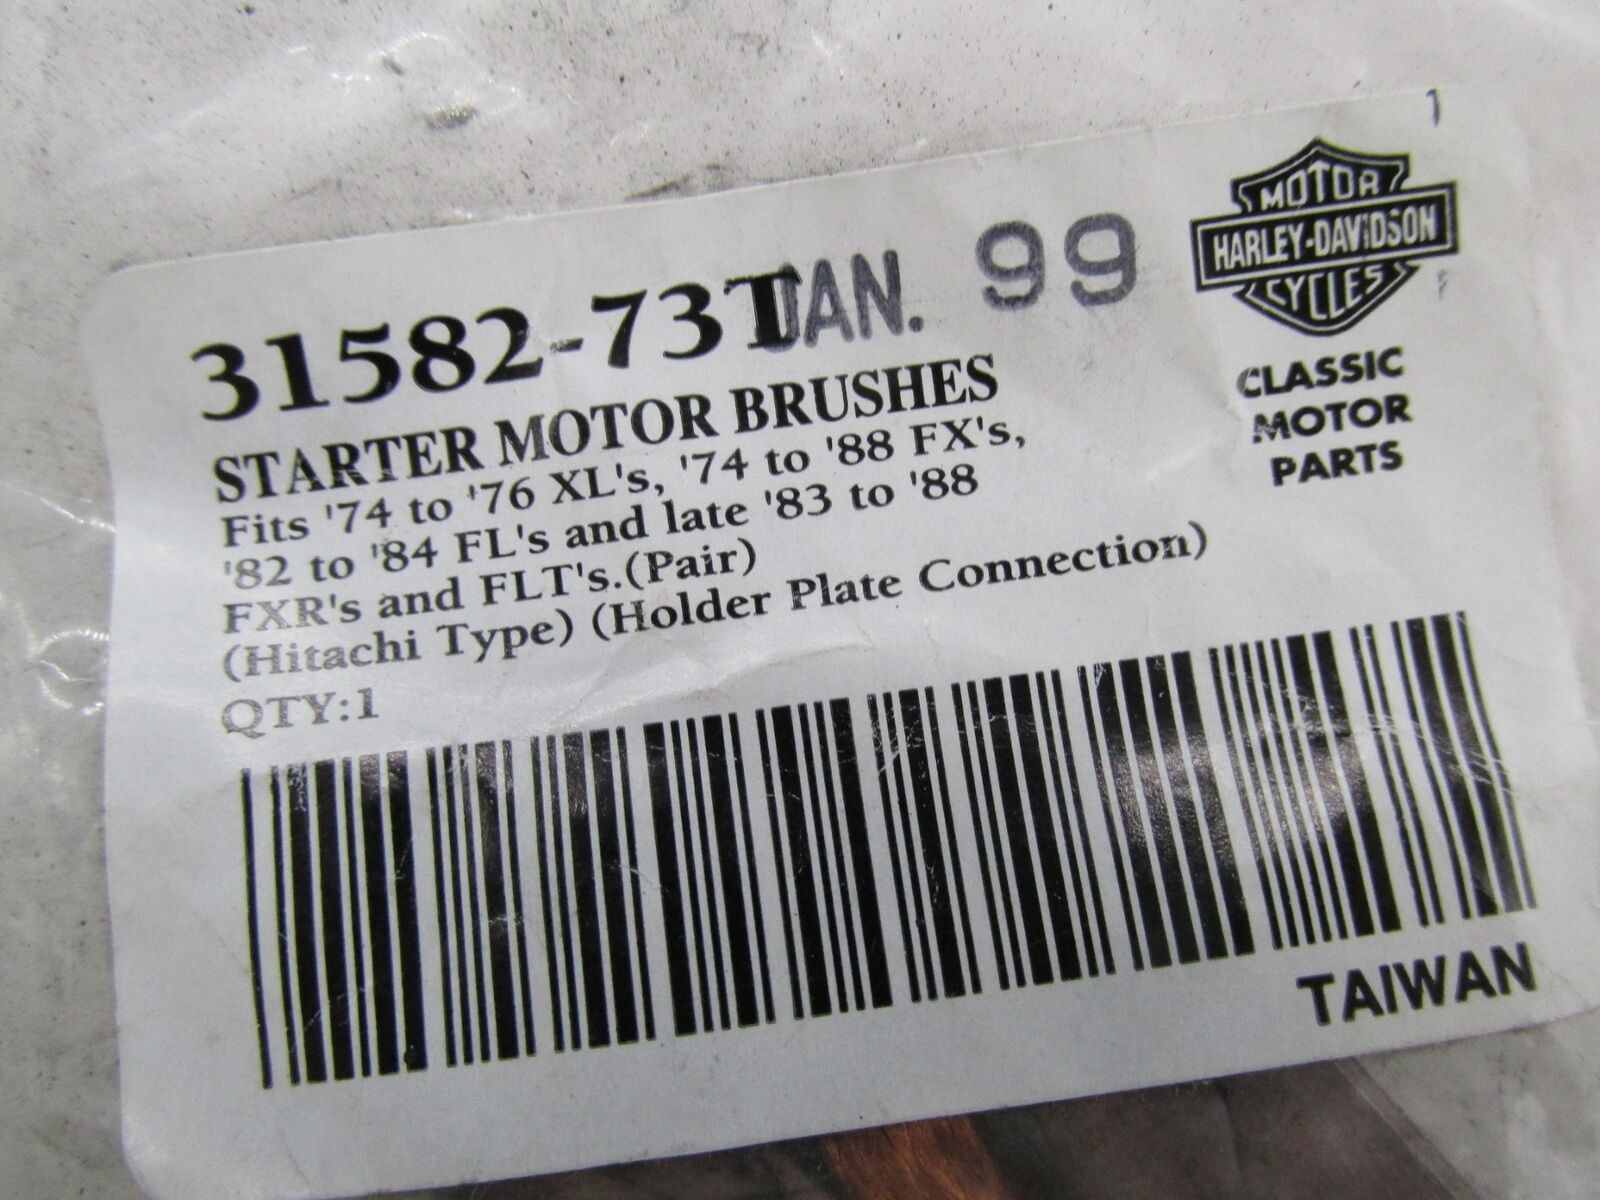 31582-73T JAN. 99
STARTER MOTOR BRUSHES
Fits '74 to '76 XL's, '74 to '88 FX's,
'82 to '84 FL's and late '83 to '88
FXR's and FLT's.(Pair)
(Hitachi Type) (Holder Plate Connection)
QTY:1
MOTOR
HARLEY-DAVIDSON
CYCLES
CLASSIC
MOTOR
PARTS
TAIWAN